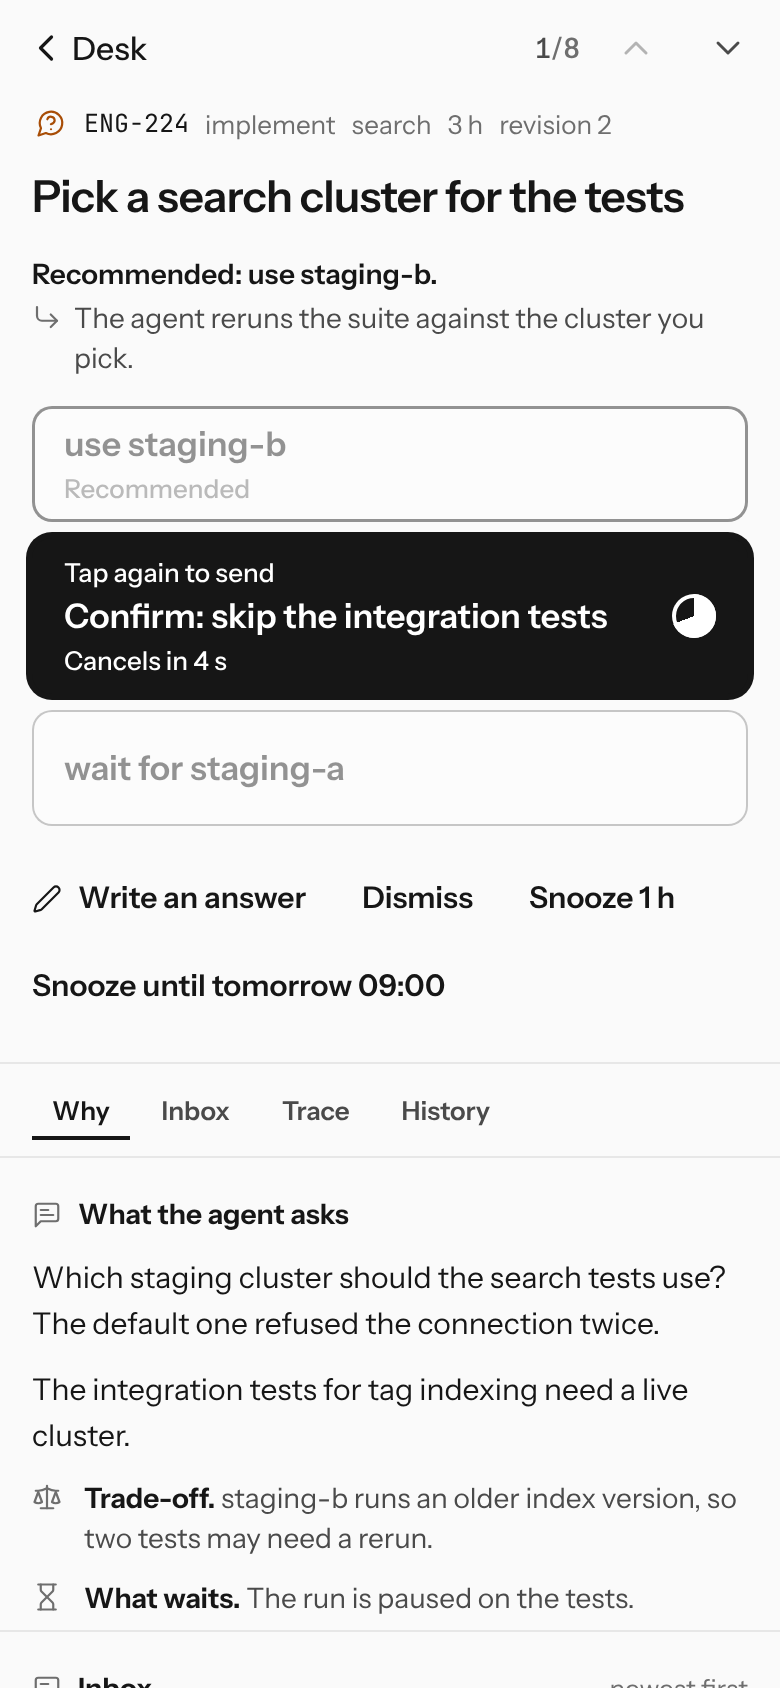 Desk
1/8
ENG-224 implement search 3 h revision 2
Pick a search cluster for the tests
Recommended: use staging-b.
The agent reruns the suite against the cluster you
pick.
use staging-b
Recommended
Tap again to send
Confirm: skip the integration tests
Cancels in 4 s
wait for staging-a
Write an answer
Dismiss
Snooze 1 h
Snooze until tomorrow 09:00
Why
Inbox
Trace
History
What the agent asks
Which staging cluster should the search tests use?
The default one refused the connection twice.
The integration tests for tag indexing need a live
cluster.
Trade-off. staging-b runs an older index version, so
two tests may need a rerun.
What waits. The run is paused on the tests.
Inbox
newest first